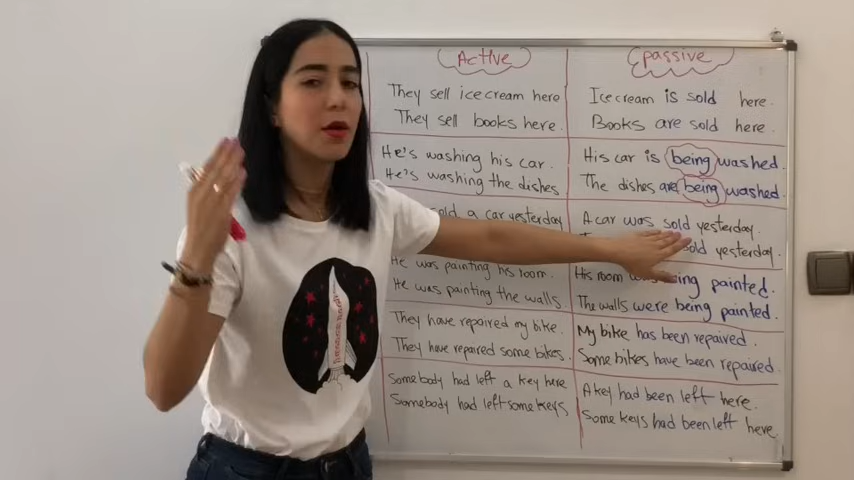 Active
They sell icecream here
They sell books here.
He's washing his car.
He's washing the dishes.
sold a car yesterday
He was painting his room.
He was painting the walls.
They have repaired my bike.
They have repaired some bikes.
Somebody had left a key here
Somebody had left some keys
passive
Icecream is sold here.
Books are sold here.
His car is being washed.
The dishes are being washed
A car was sold yesterday.
sold yesterday.
His room being painted.
The walls were being painted
My bike has been repaired.
Some bikes have been repaired
A key had been left here.
Some keys had been left here.